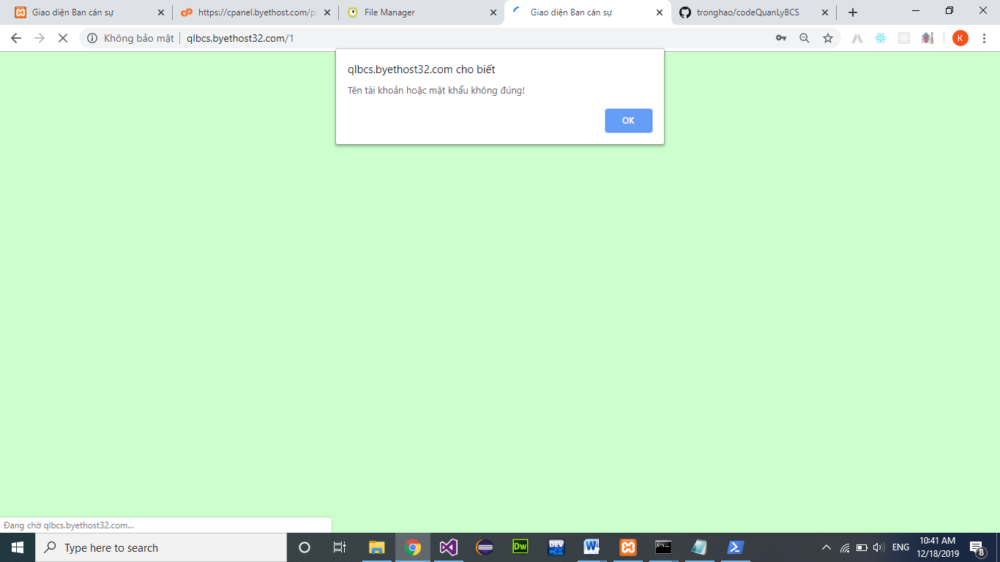 Giao diện Ban cán sự
https://cpanel.byethost.com/pa
File Manager
Giao diện Ban cán sự
tronghao/codeQuanLyBCS
Không bảo mật
qlbcs.byethost32.com/1
K
qlbcs.byethost32.com cho biết
Tên tài khoản hoặc mật khẩu không đúng!
OK
Đang chờ qlbcs.byethost32.com...
Type here to search
Dw
DEV
ENG
10:41 AM
12/18/2019
8